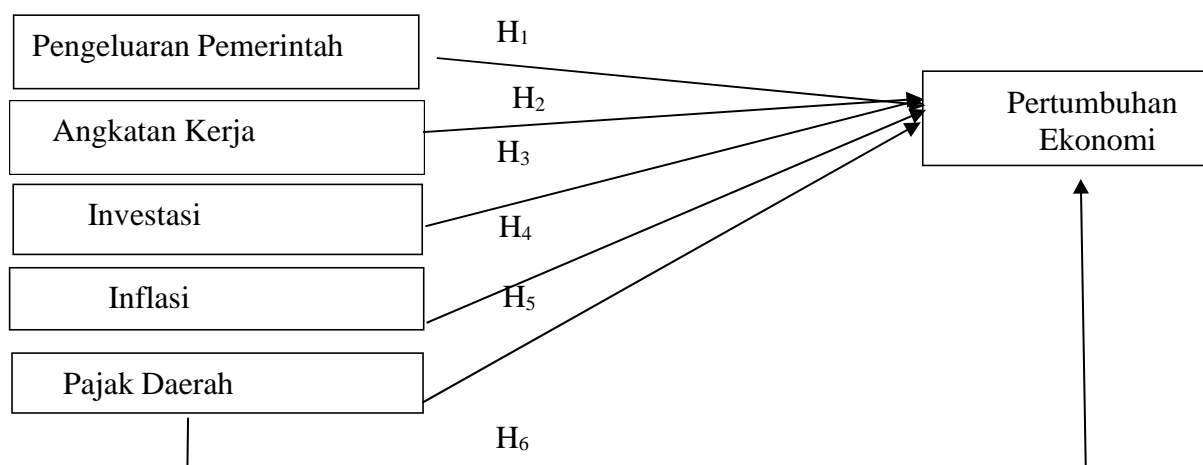 Pengeluaran Pemerintah
H₁
H₂
Angkatan Kerja
H₃
Investasi
H₄
Inflasi
H₅
Pajak Daerah
H₆
Pertumbuhan
Ekonomi